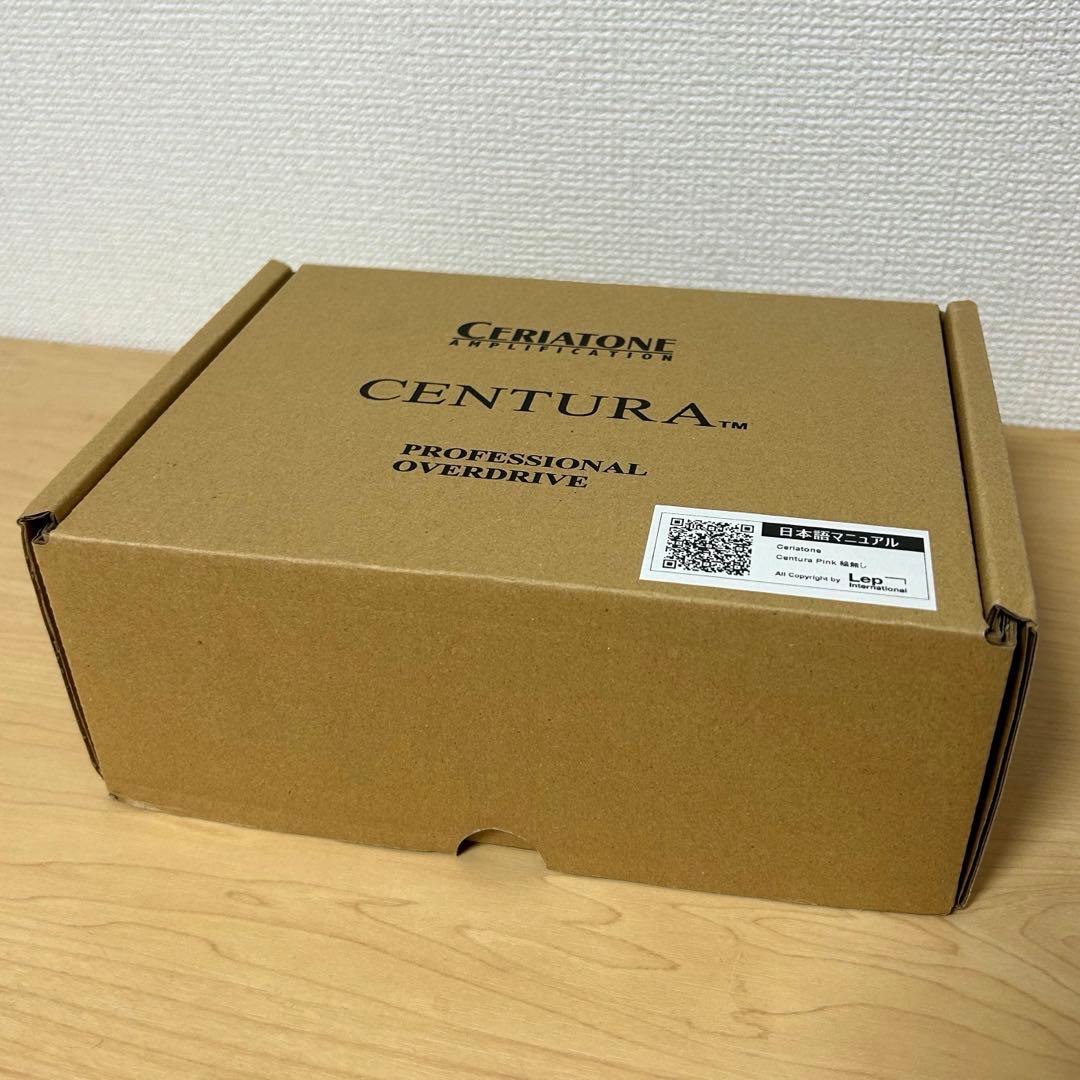 CERIATONE
AMPLIFICATION
CENTURA™
PROFESSIONAL
OVERDRIVE
日本語マニュアル
Ceriatone
Centura Pink 絵無し
All Copyright by Lep International